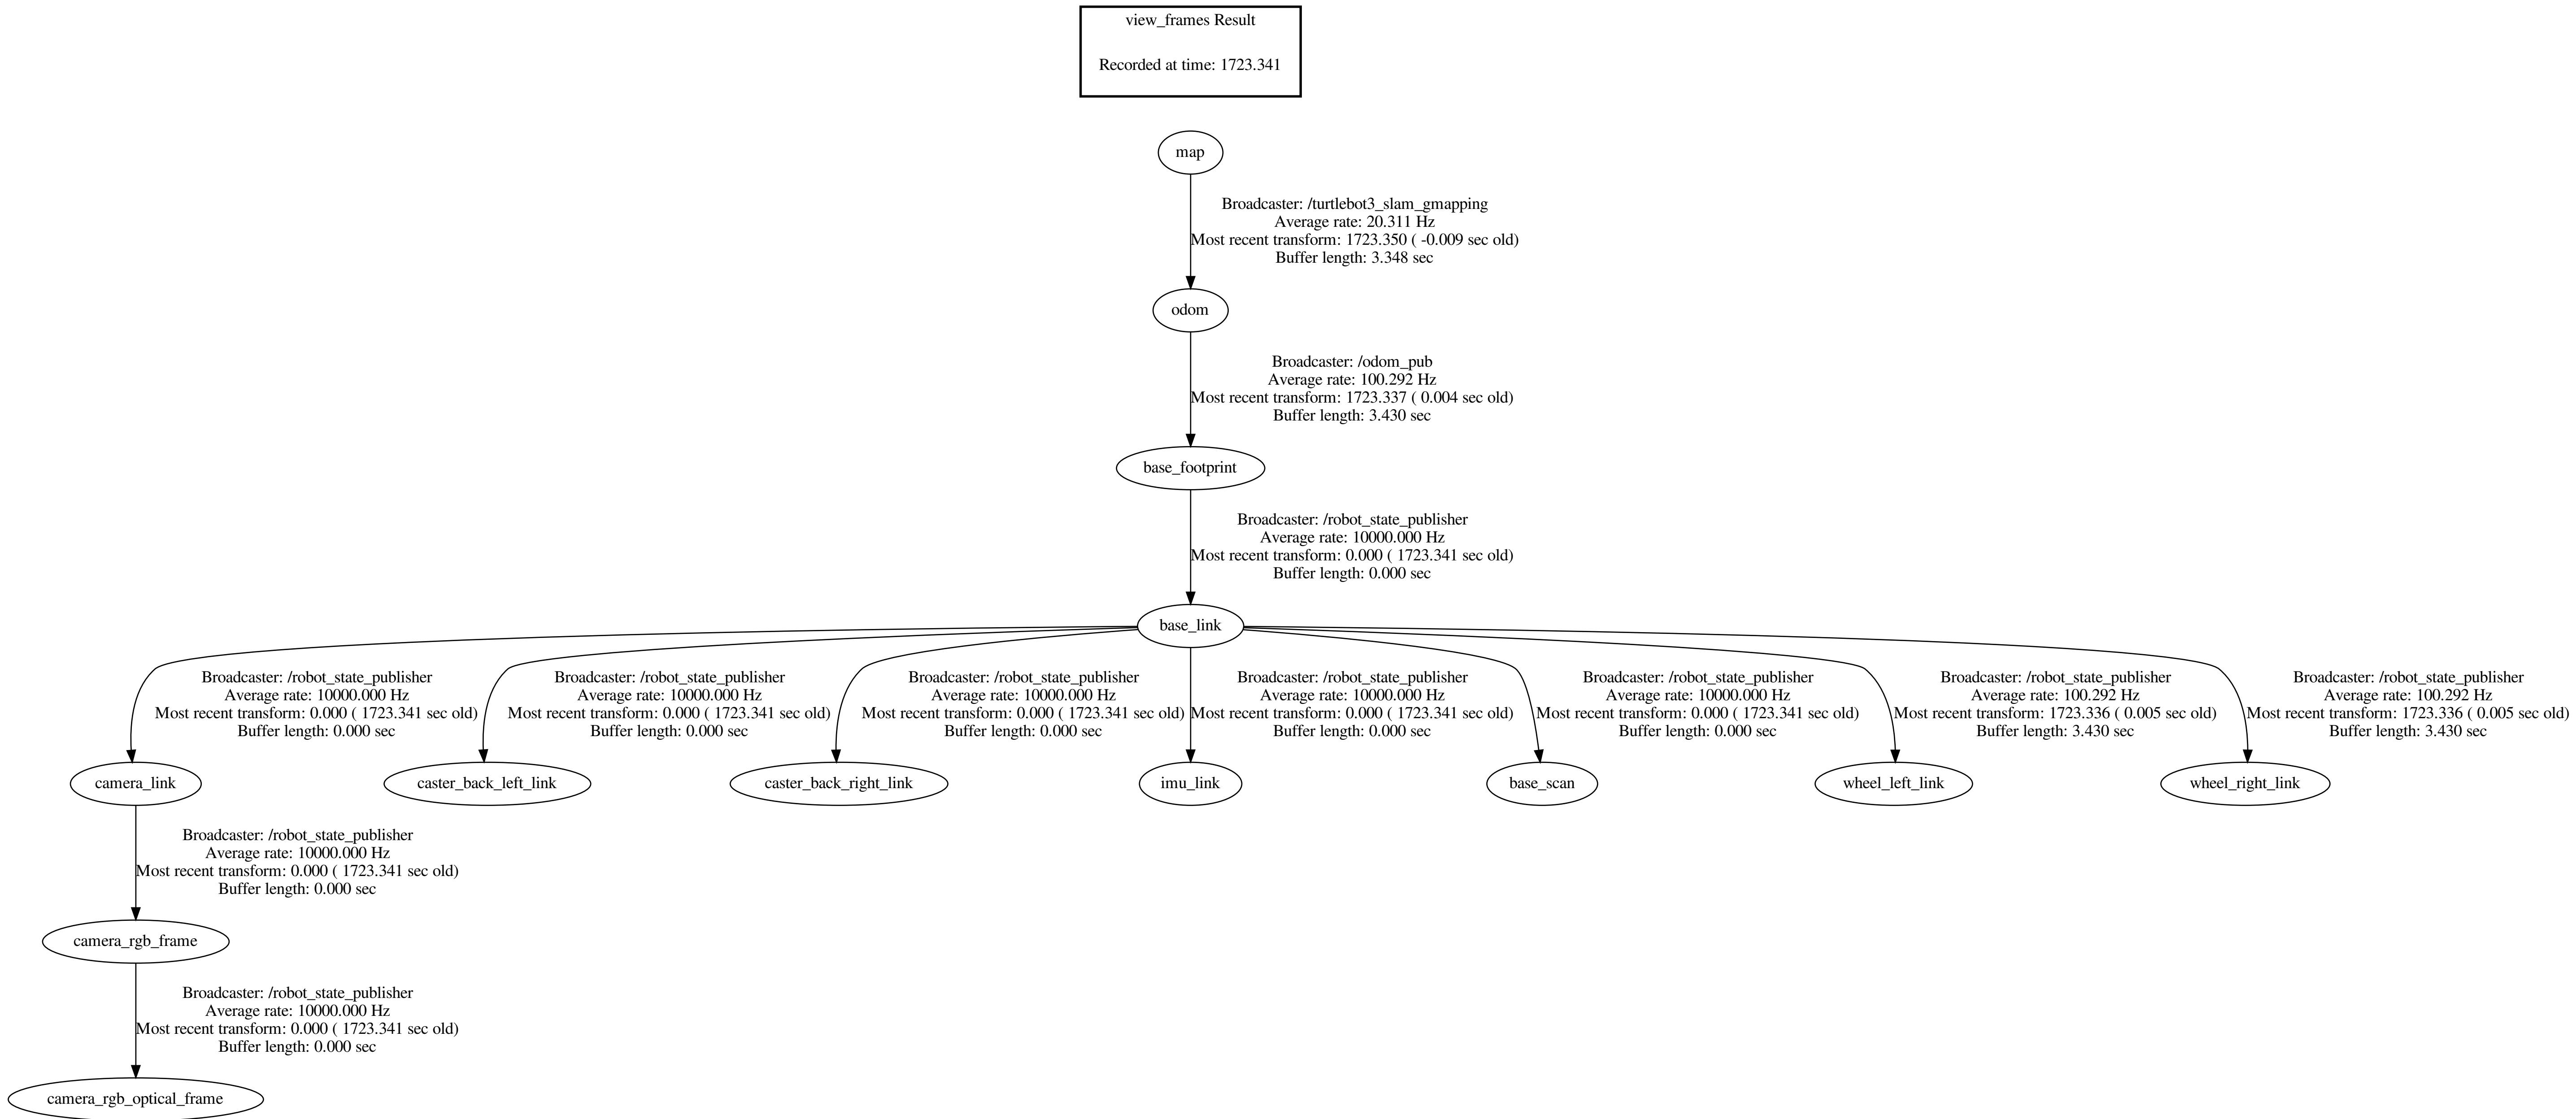 view_frames Result
Recorded at time: 1723.341
map
Broadcaster: /turtlebot3_slam_gmapping
Average rate: 20.311 Hz
Most recent transform: 1723.350 ( -0.009 sec old)
Buffer length: 3.348 sec
odom
Broadcaster: /odom_pub
Average rate: 100.292 Hz
Most recent transform: 1723.337 ( 0.004 sec old)
Buffer length: 3.430 sec
base_footprint
Broadcaster: /robot_state_publisher
Average rate: 10000.000 Hz
Most recent transform: 0.000 ( 1723.341 sec old)
Buffer length: 0.000 sec
base_link
Broadcaster: /robot_state_publisher
Average rate: 10000.000 Hz
Most recent transform: 0.000 ( 1723.341 sec old)
Buffer length: 0.000 sec
Broadcaster: /robot_state_publisher
Average rate: 10000.000 Hz
Most recent transform: 0.000 ( 1723.341 sec old)
Buffer length: 0.000 sec
Broadcaster: /robot_state_publisher
Average rate: 10000.000 Hz
Most recent transform: 0.000 ( 1723.341 sec old)
Buffer length: 0.000 sec
Broadcaster: /robot_state_publisher
Average rate: 10000.000 Hz
Most recent transform: 0.000 ( 1723.341 sec old)
Buffer length: 0.000 sec
Broadcaster: /robot_state_publisher
Average rate: 10000.000 Hz
Most recent transform: 0.000 ( 1723.341 sec old)
Buffer length: 0.000 sec
Broadcaster: /robot_state_publisher
Average rate: 100.292 Hz
Most recent transform: 1723.336 ( 0.005 sec old)
Buffer length: 3.430 sec
Broadcaster: /robot_state_publisher
Average rate: 100.292 Hz
Most recent transform: 1723.336 ( 0.005 sec old)
Buffer length: 3.430 sec
camera_link
caster_back_left_link
caster_back_right_link
imu_link
base_scan
wheel_left_link
wheel_right_link
Broadcaster: /robot_state_publisher
Average rate: 10000.000 Hz
Most recent transform: 0.000 ( 1723.341 sec old)
Buffer length: 0.000 sec
camera_rgb_frame
Broadcaster: /robot_state_publisher
Average rate: 10000.000 Hz
Most recent transform: 0.000 ( 1723.341 sec old)
Buffer length: 0.000 sec
camera_rgb_optical_frame